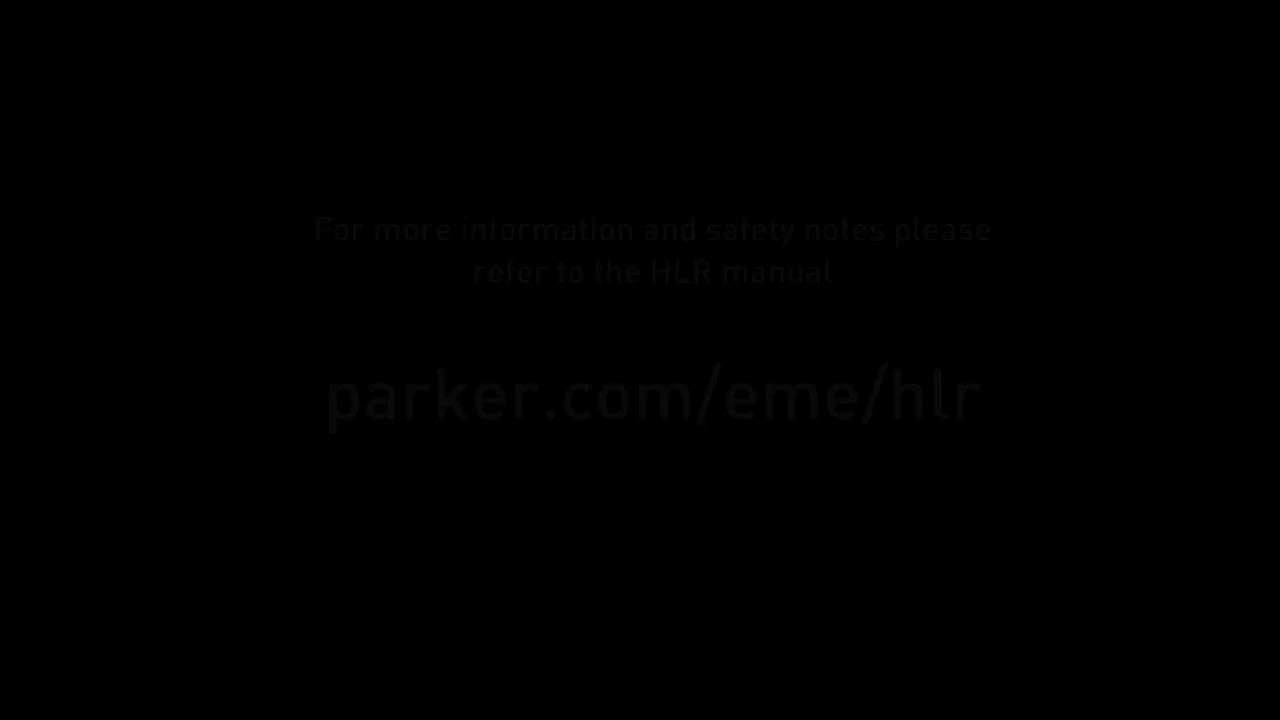 For more information and safety notes please
refer to the HLR manual
parker.com/eme/hlr